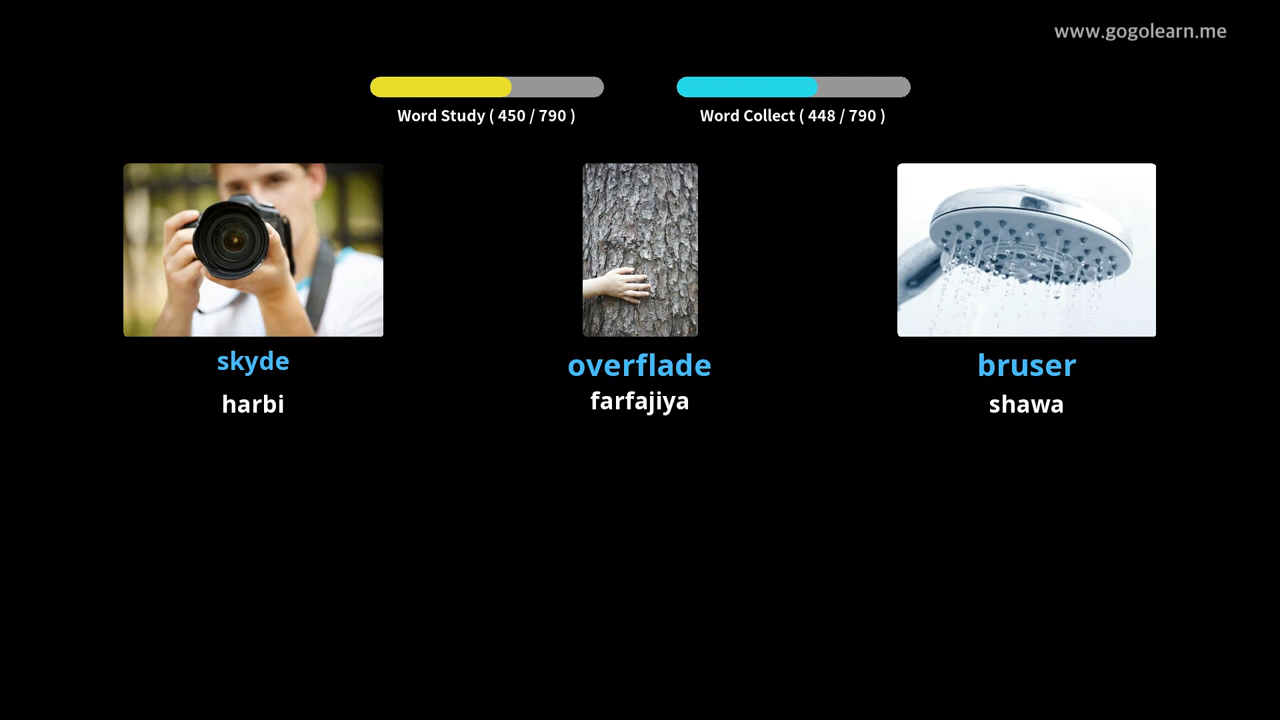 www.gogolearn.me
Word Study ( 450 / 790 )
Word Collect ( 448 / 790 )
skyde
overflade
bruser
harbi
farfajiya
shawa